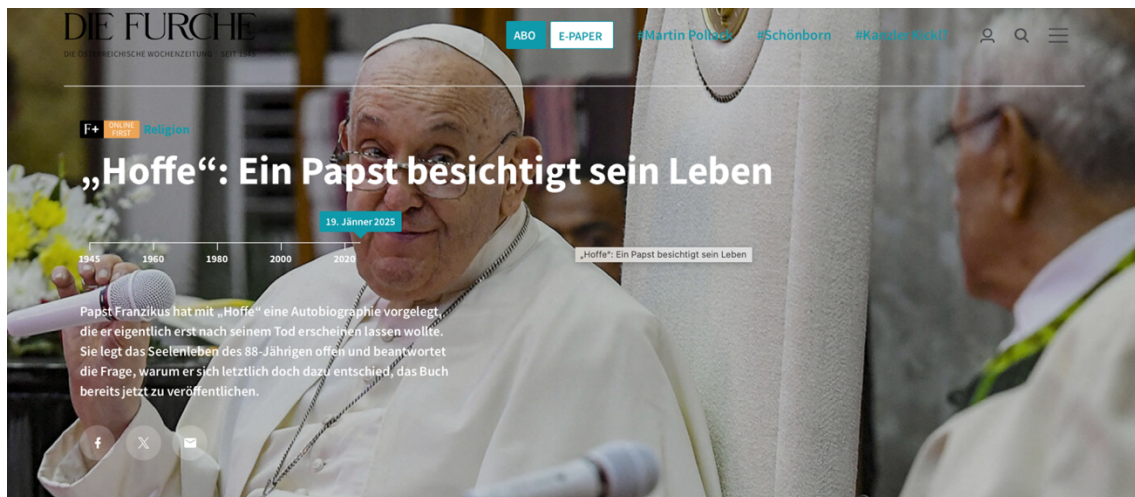 DIE FURCHE
DIE ÖSTERREICHISCHE WOCHENZEITUNG · SEIT 1945
ABO
E-PAPER
#Martin Pollack
#Schönborn
#Kanzler Kickl?
F+
ONLINE
FIRST
Religion
„Hoffe“: Ein Papst besichtigt sein Leben
19. Jänner 2025
1945
1960
1980
2000
2020
„Hoffe“: Ein Papst besichtigt sein Leben
Papst Franzikus hat mit „Hoffe“ eine Autobiographie vorgelegt,
die er eigentlich erst nach seinem Tod erscheinen lassen wollte.
Sie legt das Seelenleben des 88-Jährigen offen und beantwortet
die Frage, warum er sich letztlich doch dazu entschied, das Buch
bereits jetzt zu veröffentlichen.